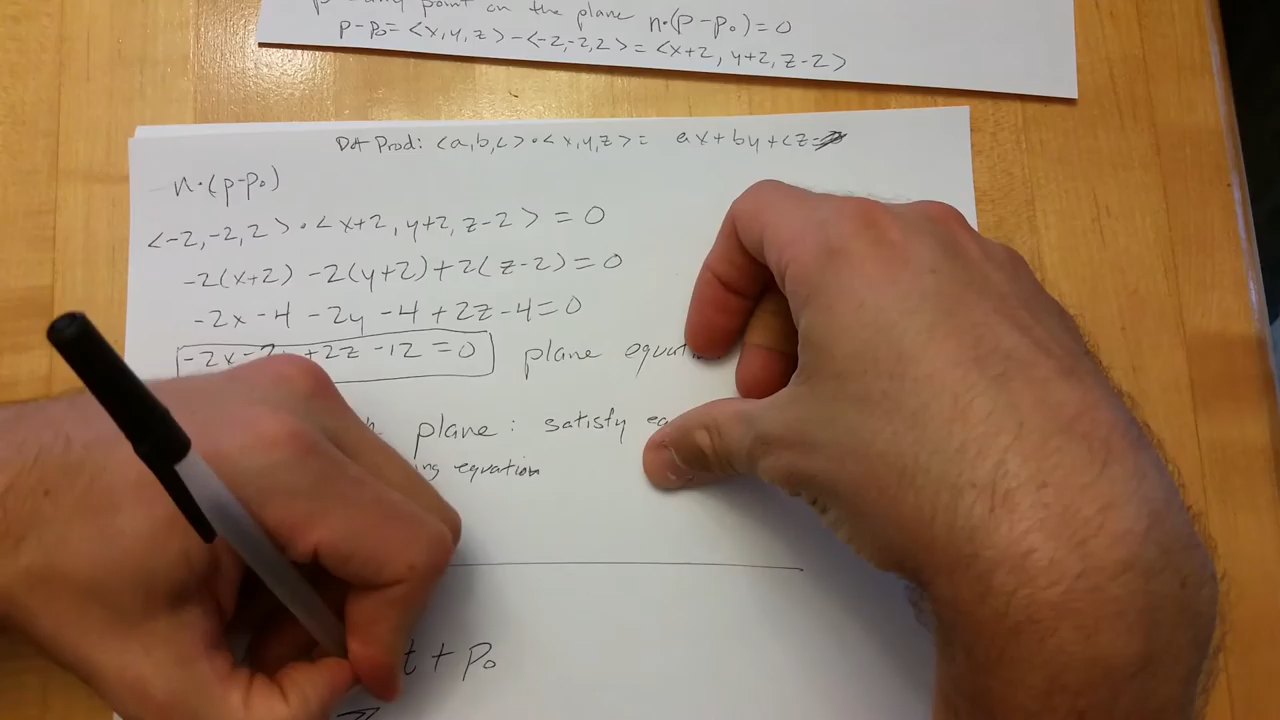 point on the plane n·(p-p₀)=0
p-p₀=<x,y,z>-<-2,-2,2>=<x+2, y+2, z-2>
Dot Prod: <a,b,c>·<x,y,z>= ax+by+cz
n·(p-p₀)
<-2,-2,2>·<x+2, y+2, z-2> = 0
-2(x+2) -2(y+2)+2(z-2)=0
-2x -4 -2y -4 +2z -4=0
-2x-2y+2z -12 =0 plane
plane: satisfy
equation
t + p₀